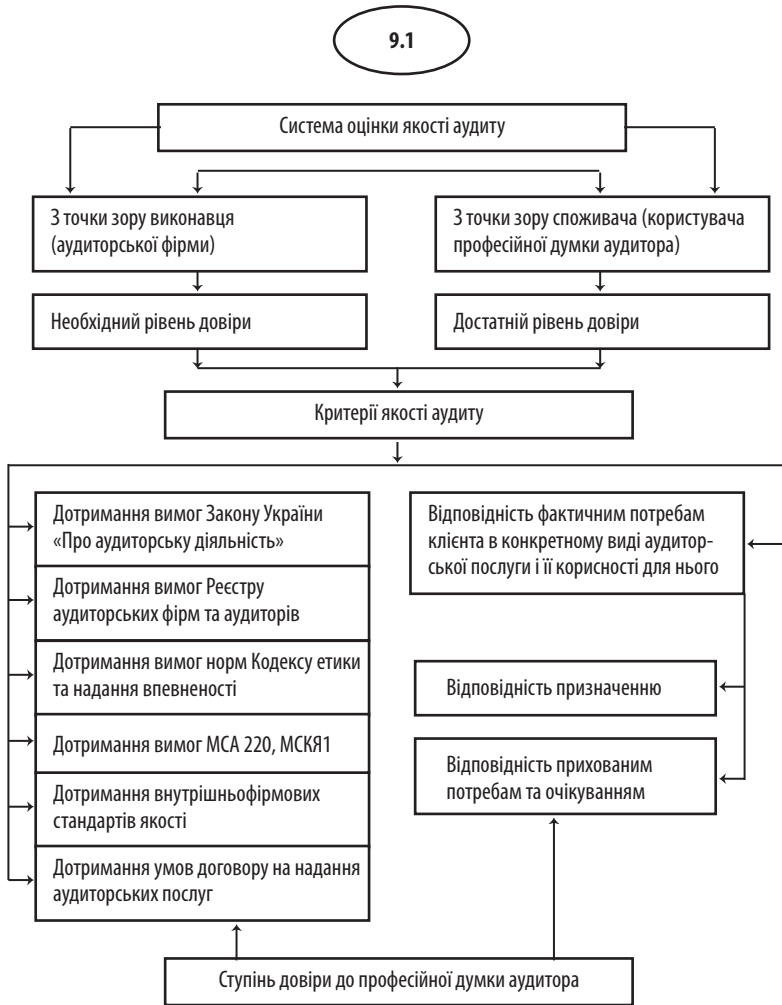 9.1
Система оцінки якості аудиту
З точки зору виконавця
(аудиторської фірми)
З точки зору споживача (користувача
професійної думки аудитора)
Необхідний рівень довіри
Достатній рівень довіри
Критерії якості аудиту
Дотримання вимог Закону України
«Про аудиторську діяльність»
Дотримання вимог Реєстру
аудиторських фірм та аудиторів
Дотримання вимог норм Кодексу етики
та надання впевненості
Дотримання вимог МСА 220, МСКЯ1
Дотримання внутрішньофірмових
стандартів якості
Дотримання умов договору на надання
аудиторських послуг
Відповідність фактичним потребам
клієнта в конкретному виді аудитор-
ської послуги і її корисності для нього
Відповідність призначенню
Відповідність прихованим
потребам та очікуванням
Ступінь довіри до професійної думки аудитора